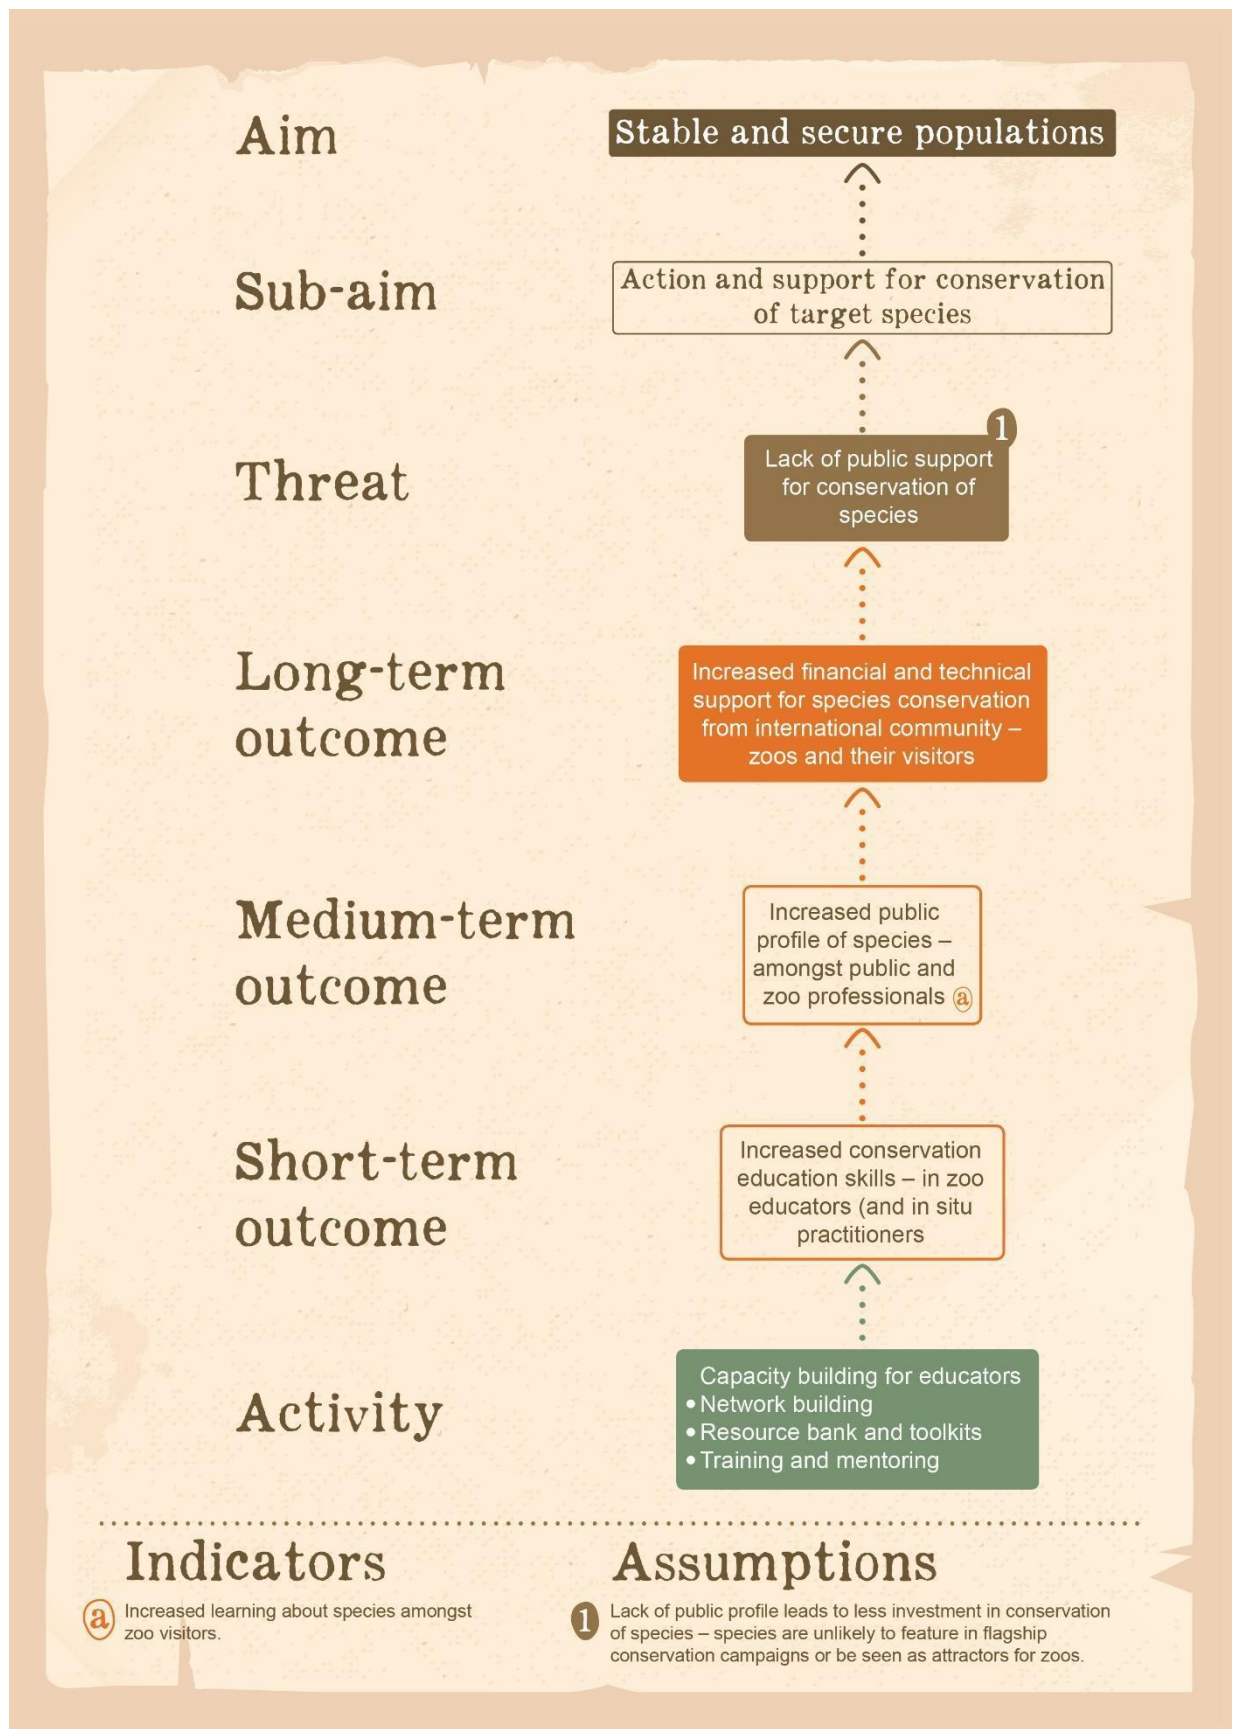 Aim
Stable and secure populations
Sub-aim
Action and support for conservation
of target species
Threat
1
Lack of public support
for conservation of
species
Long-term
outcome
Increased financial and technical
support for species conservation
from international community –
zoos and their visitors
Medium-term
outcome
Increased public
profile of species –
amongst public and
zoo professionals a
Short-term
outcome
Increased conservation
education skills – in zoo
educators (and in situ
practitioners
Activity
Capacity building for educators
• Network building
• Resource bank and toolkits
• Training and mentoring
Indicators
a Increased learning about species amongst
zoo visitors.
Assumptions
1 Lack of public profile leads to less investment in conservation
of species – species are unlikely to feature in flagship
conservation campaigns or be seen as attractors for zoos.